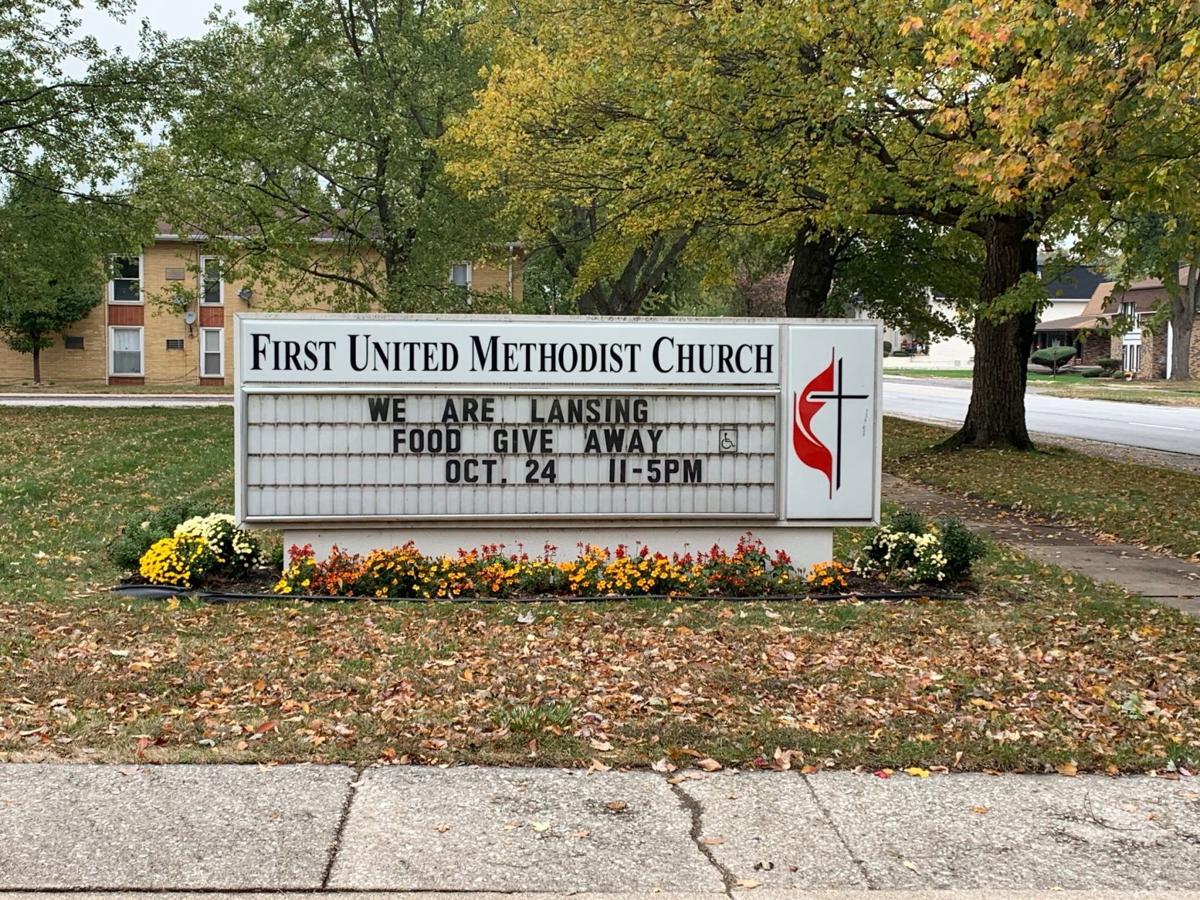 FIRST UNITED METHODIST CHURCH
WE ARE LANSING
FOOD GIVE AWAY
OCT. 24 11-5PM